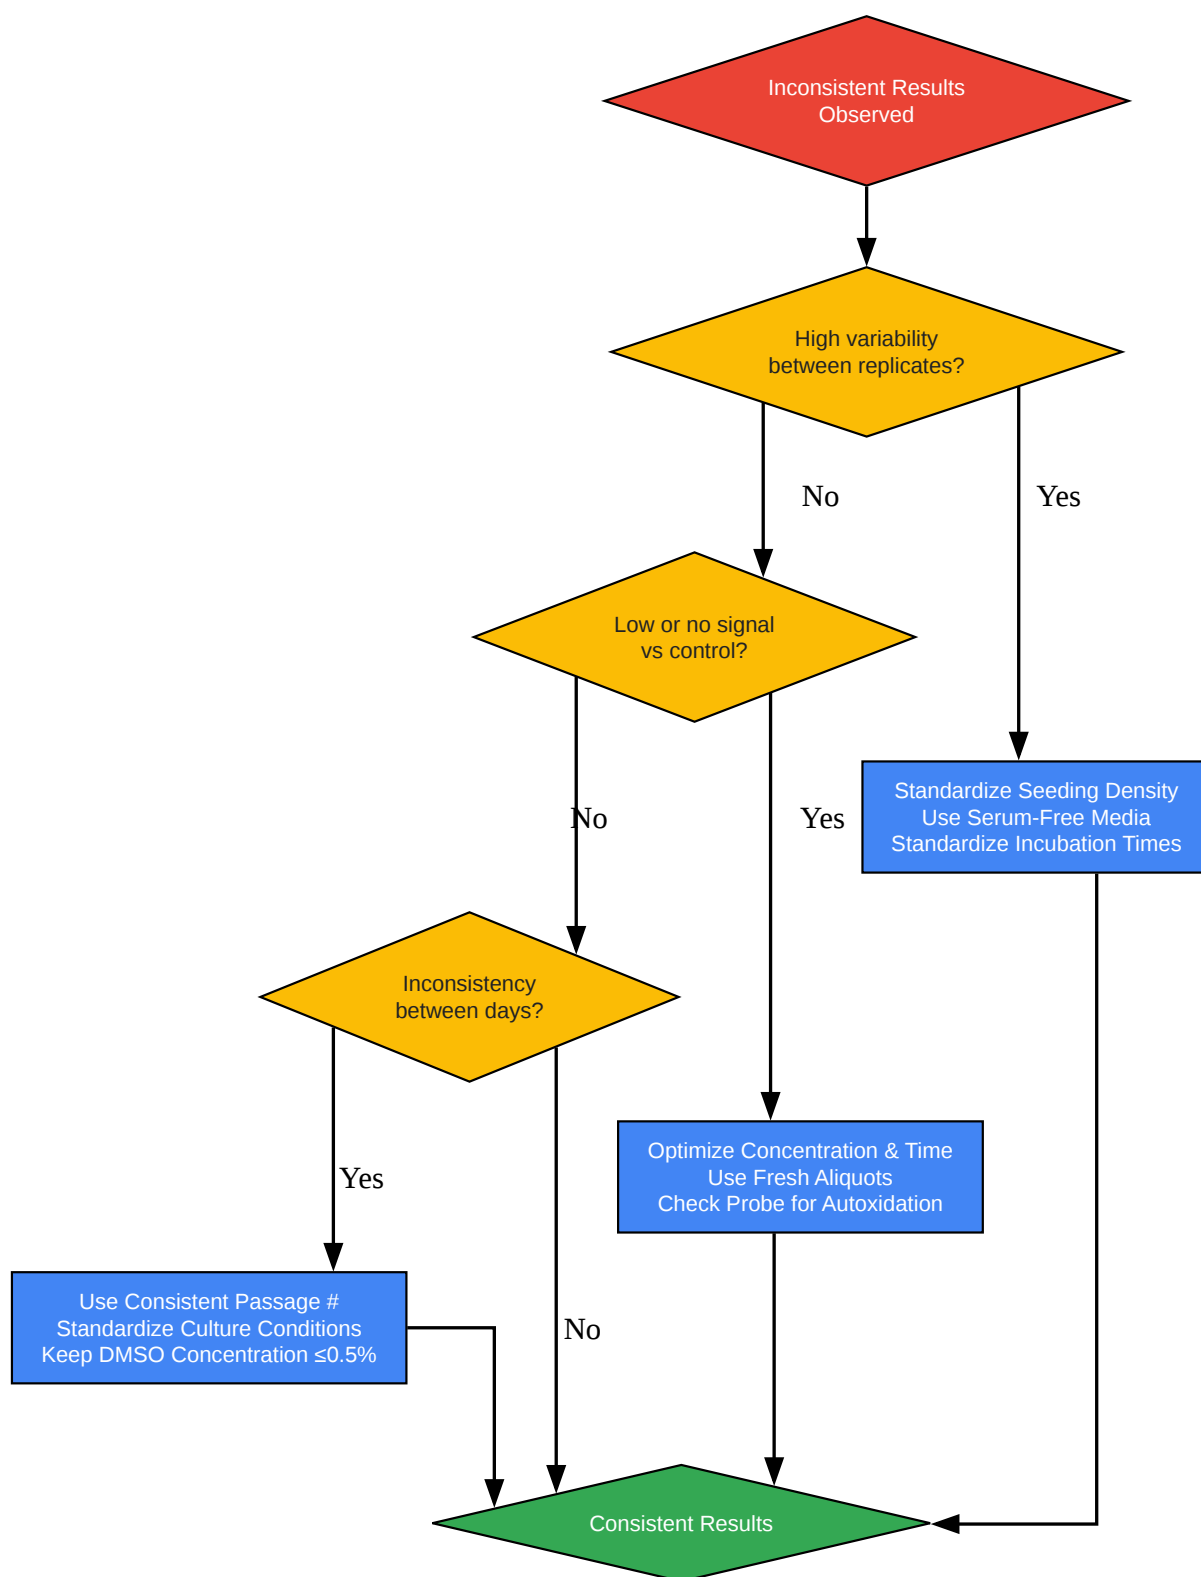 Inconsistent Results
Observed
High variability
between replicates?
No
Yes
Low or no signal
vs control?
No
Yes
Standardize Seeding Density
Use Serum-Free Media
Standardize Incubation Times
Inconsistency
between days?
Yes
No
Optimize Concentration & Time
Use Fresh Aliquots
Check Probe for Autoxidation
Use Consistent Passage #
Standardize Culture Conditions
Keep DMSO Concentration ≤0.5%
Consistent Results